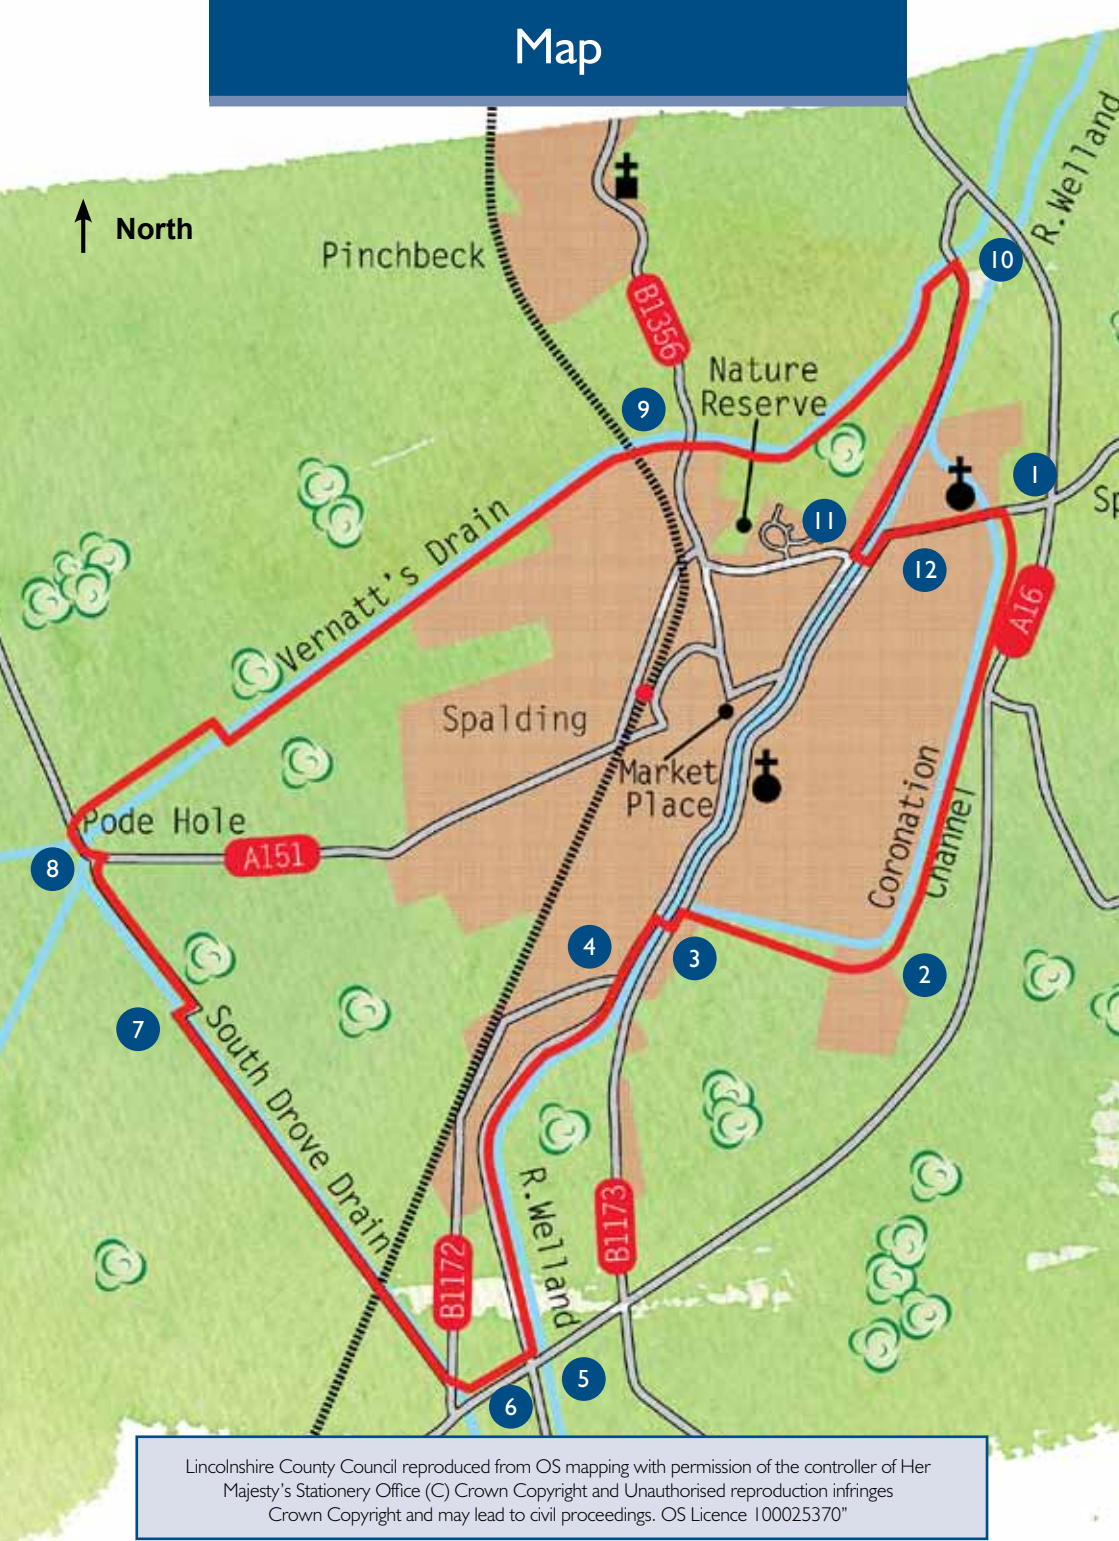 Map
North
R.Welland
Pinchbeck
10
B1356
Nature
Reserve
9
1
Sp
11
12
Vernatt's Drain
A16
Spalding
Market
Place
Coronation
Channel
Pode Hole
A151
8
4
3
2
7
South Drove Drain
R.Welland
B1173
B1172
5
6
Lincolnshire County Council reproduced from OS mapping with permission of the controller of Her
Majesty's Stationery Office (C) Crown Copyright and Unauthorised reproduction infringes
Crown Copyright and may lead to civil proceedings. OS Licence 100025370”